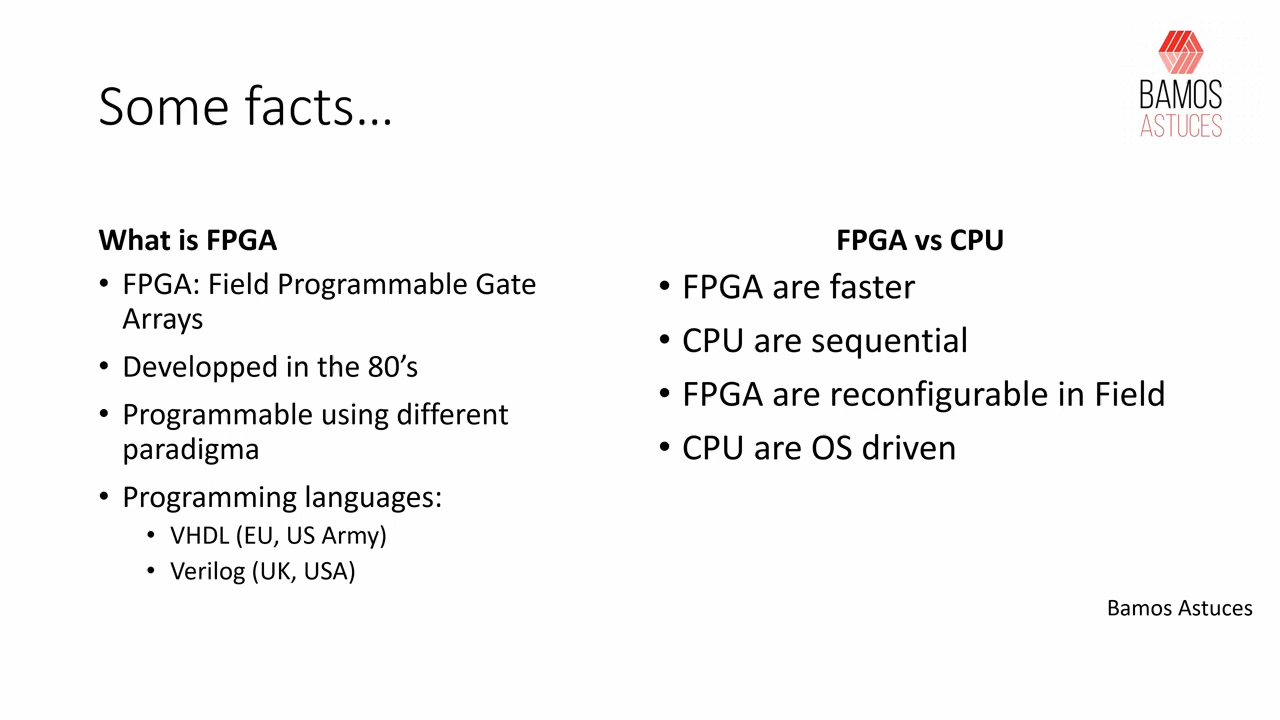 BAMOS
ASTUCES
Some facts…
What is FPGA
• FPGA: Field Programmable Gate
Arrays
• Developped in the 80’s
• Programmable using different
paradigma
• Programming languages:
• VHDL (EU, US Army)
• Verilog (UK, USA)
FPGA vs CPU
• FPGA are faster
• CPU are sequential
• FPGA are reconfigurable in Field
• CPU are OS driven
Bamos Astuces